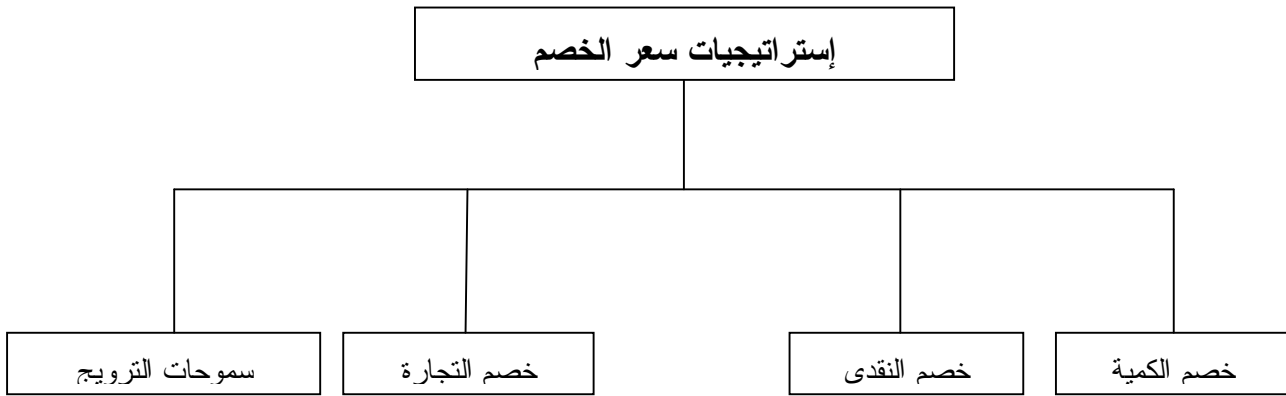 إستراتيجيات سعر الخصم
خصم الكمية
خصم النقدى
خصم التجارة
سموحات الترويج